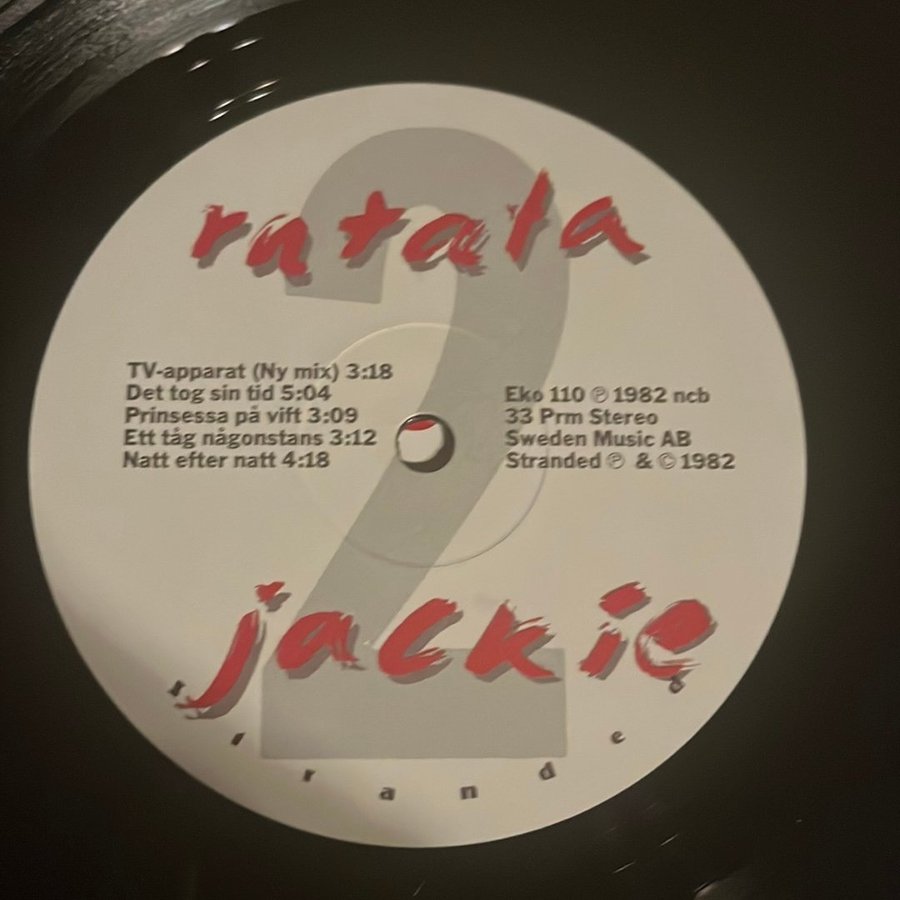 ratata
2
TV-apparat (Ny mix) 3:18
Det tog sin tid 5:04
Prinsessa på vift 3:09
Ett tåg någonstans 3:12
Natt efter natt 4:18
Eko 110 ℗ 1982 ncb
33 Prm Stereo
Sweden Music AB
Stranded ℗ & © 1982
jackie
stranded